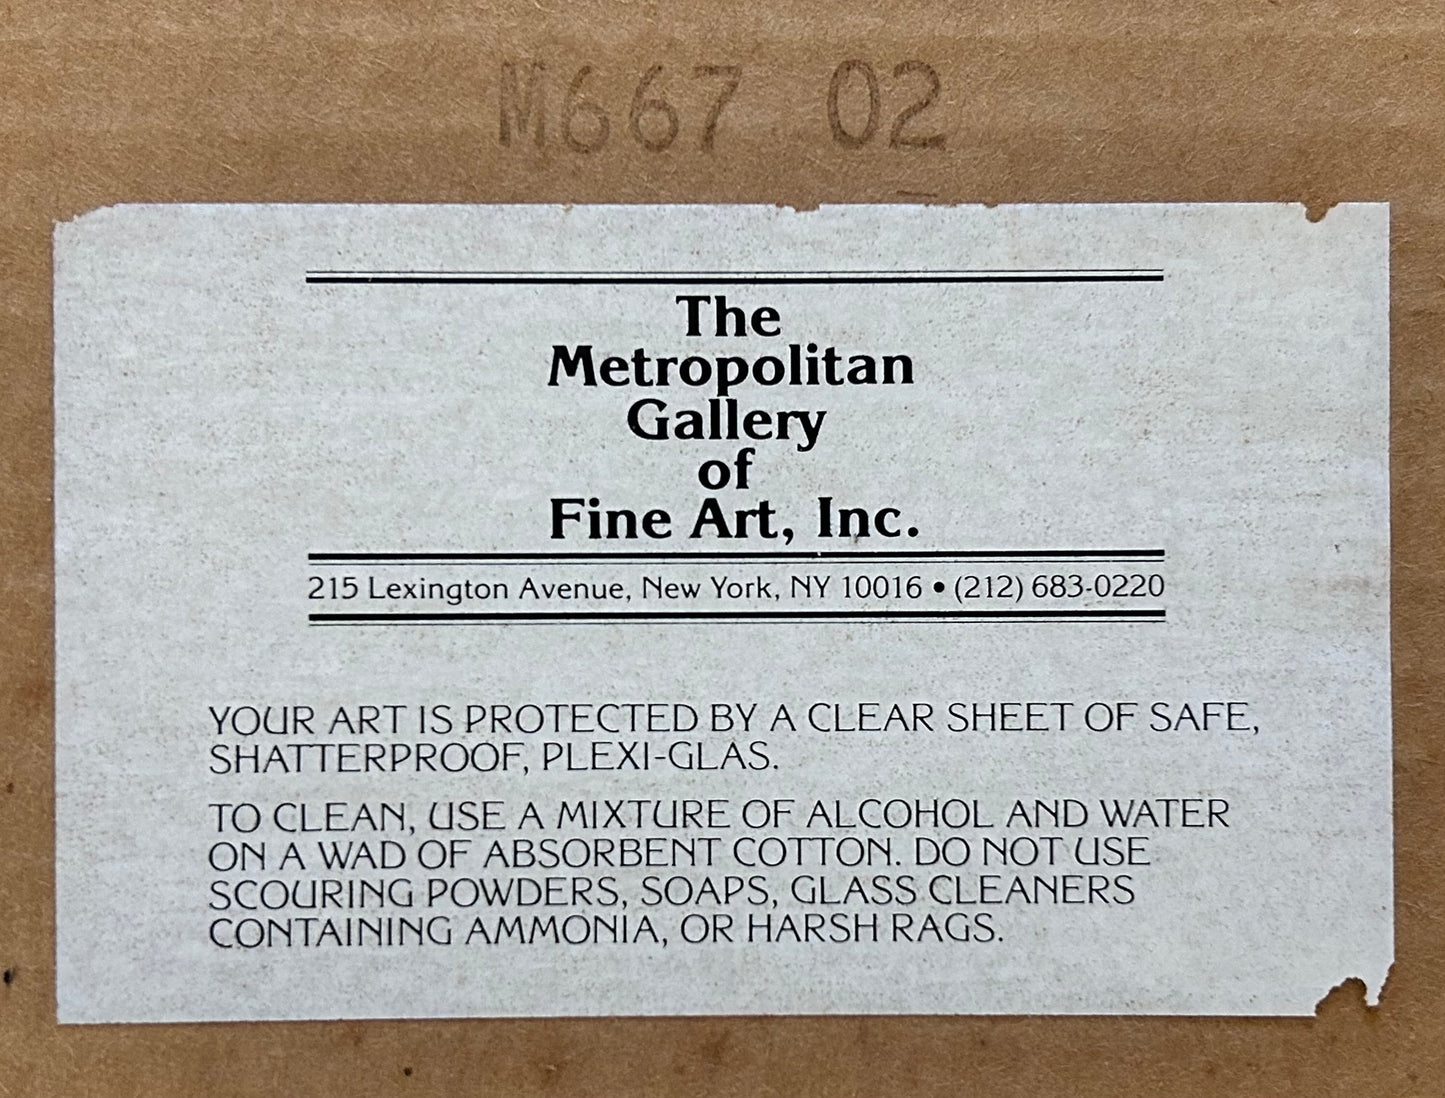 M667 02
The
Metropolitan
Gallery
of
Fine Art, Inc.
215 Lexington Avenue, New York, NY 10016 • (212) 683-0220
YOUR ART IS PROTECTED BY A CLEAR SHEET OF SAFE,
SHATTERPROOF, PLEXI-GLAS.
TO CLEAN, USE A MIXTURE OF ALCOHOL AND WATER
ON A WAD OF ABSORBENT COTTON. DO NOT USE
SCOURING POWDERS, SOAPS, GLASS CLEANERS
CONTAINING AMMONIA, OR HARSH RAGS.